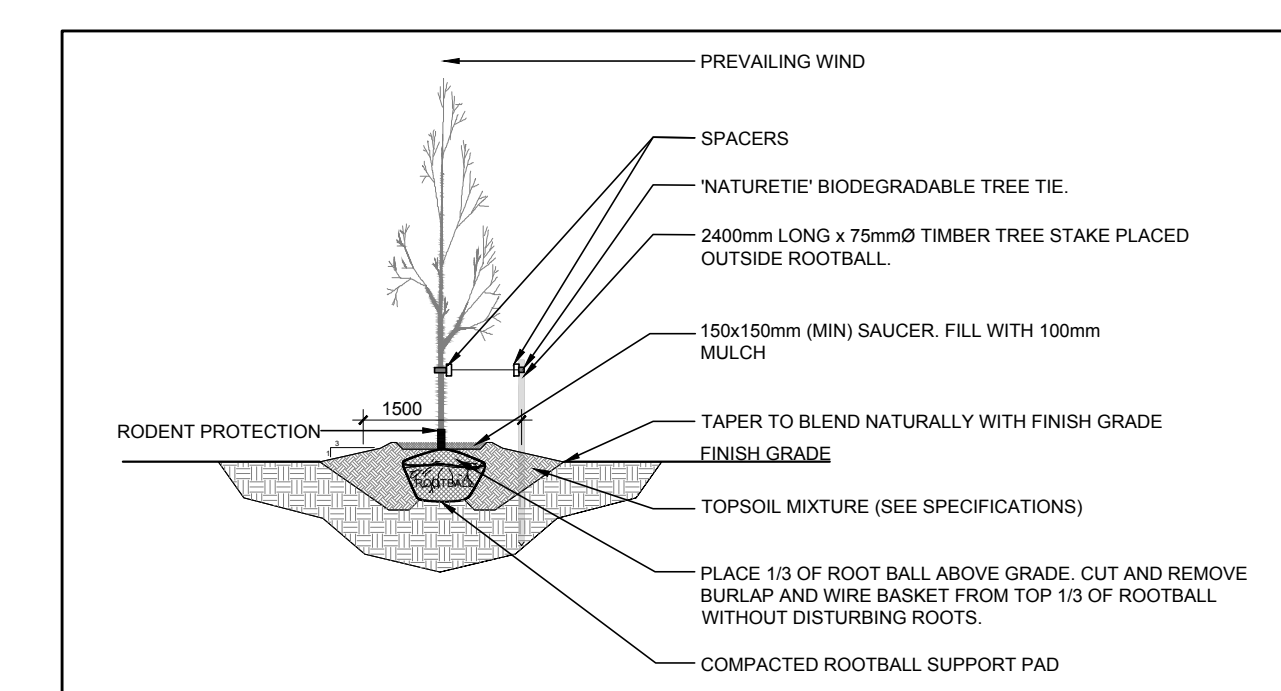 PREVAILING WIND
SPACERS
'NATURETIE' BIODEGRADABLE TREE TIE.
2400mm LONG x 75mmØ TIMBER TREE STAKE PLACED
OUTSIDE ROOTBALL.
150x150mm (MIN) SAUCER. FILL WITH 100mm
MULCH
1500
RODENT PROTECTION
TAPER TO BLEND NATURALLY WITH FINISH GRADE
3
1
FINISH GRADE
ROOTBALL
TOPSOIL MIXTURE (SEE SPECIFICATIONS)
PLACE 1/3 OF ROOT BALL ABOVE GRADE. CUT AND REMOVE
BURLAP AND WIRE BASKET FROM TOP 1/3 OF ROOTBALL
WITHOUT DISTURBING ROOTS.
COMPACTED ROOTBALL SUPPORT PAD